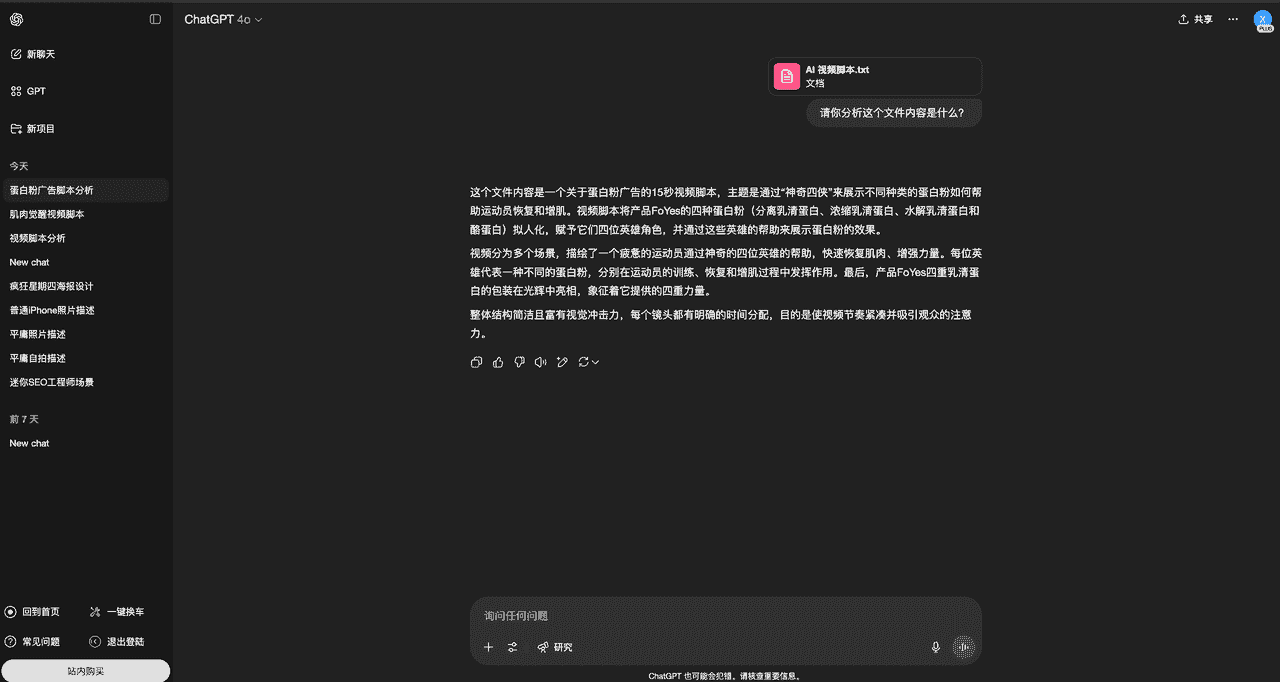 ChatGPT 4o
共享
X
PLUS
新聊天
GPT
新项目
今天
蛋白粉广告脚本分析
肌肉觉醒视频脚本
视频脚本分析
New chat
疯狂星期四海报设计
普通iPhone照片描述
平庸照片描述
平庸自拍描述
迷你SEO工程师场景
前 7 天
New chat
回到首页
一键换车
常见问题
退出登陆
站内购买
AI 视频脚本.txt
文档
请你分析这个文件内容是什么?
这个文件内容是一个关于蛋白粉广告的15秒视频脚本，主题是通过“神奇四侠”来展示不同种类的蛋白粉如何帮
助运动员恢复和增肌。视频脚本将产品FoYes的四种蛋白粉（分离乳清蛋白、浓缩乳清蛋白、水解乳清蛋白和
酪蛋白）拟人化，赋予它们四位英雄角色，并通过这些英雄的帮助来展示蛋白粉的效果。
视频分为多个场景，描绘了一个疲惫的运动员通过神奇的四位英雄的帮助，快速恢复肌肉、增强力量。每位英
雄代表一种不同的蛋白粉，分别在运动员的训练、恢复和增肌过程中发挥作用。最后，产品FoYes四重乳清蛋
白的包装在光辉中亮相，象征着它提供的四重力量。
整体结构简洁且富有视觉冲击力，每个镜头都有明确的时间分配，目的是使视频节奏紧凑并吸引观众的注意
力。
询问任何问题
研究
ChatGPT 也可能会犯错。请核查重要信息。